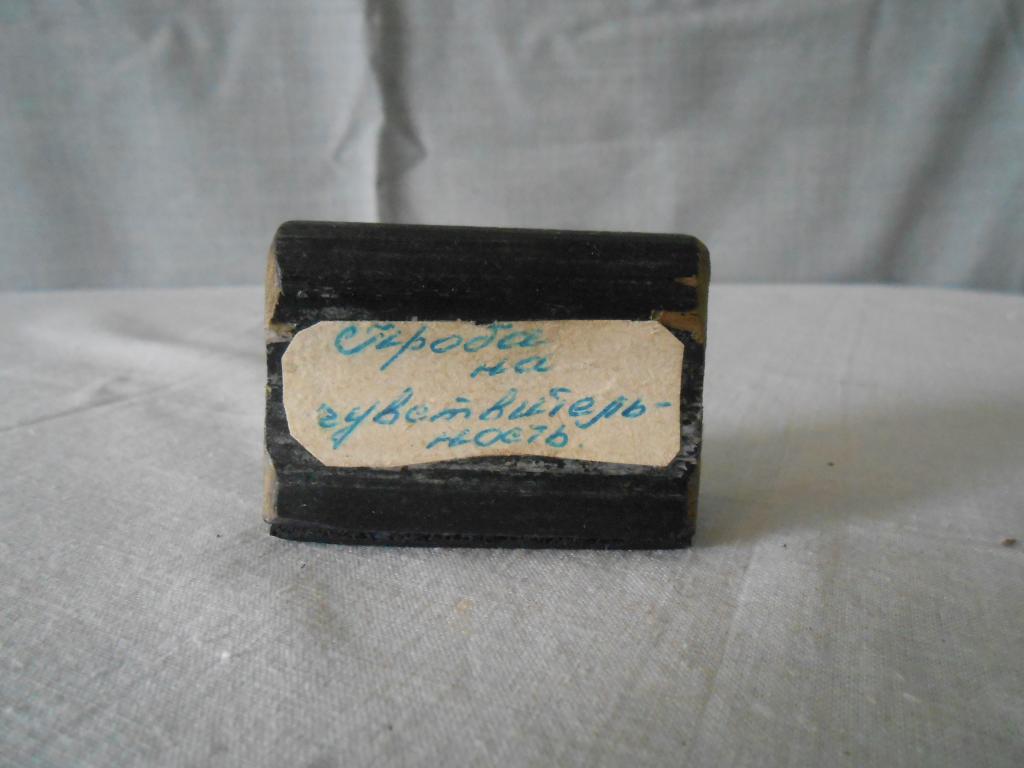 Проба
на
чувствитель-
ность.